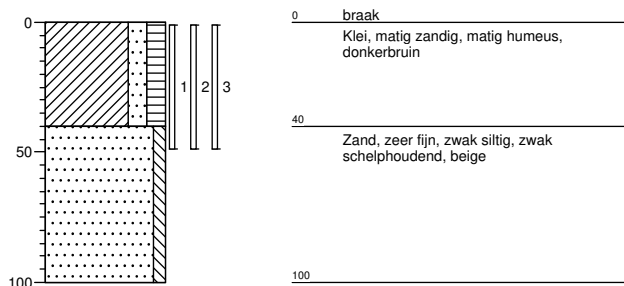 0
50
100
1 2 3
0 braak
Klei, matig zandig, matig humeus,
donkerbruin
40
Zand, zeer fijn, zwak siltig, zwak
schelphoudend, beige
100